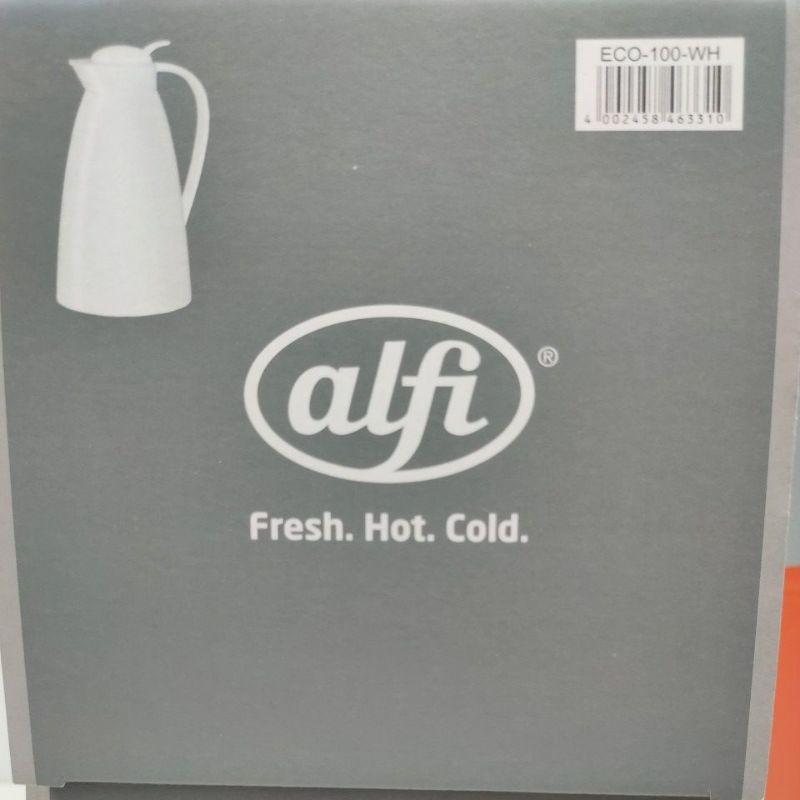 ECO-100-WH
4 002458 463310
alfi®
Fresh. Hot. Cold.